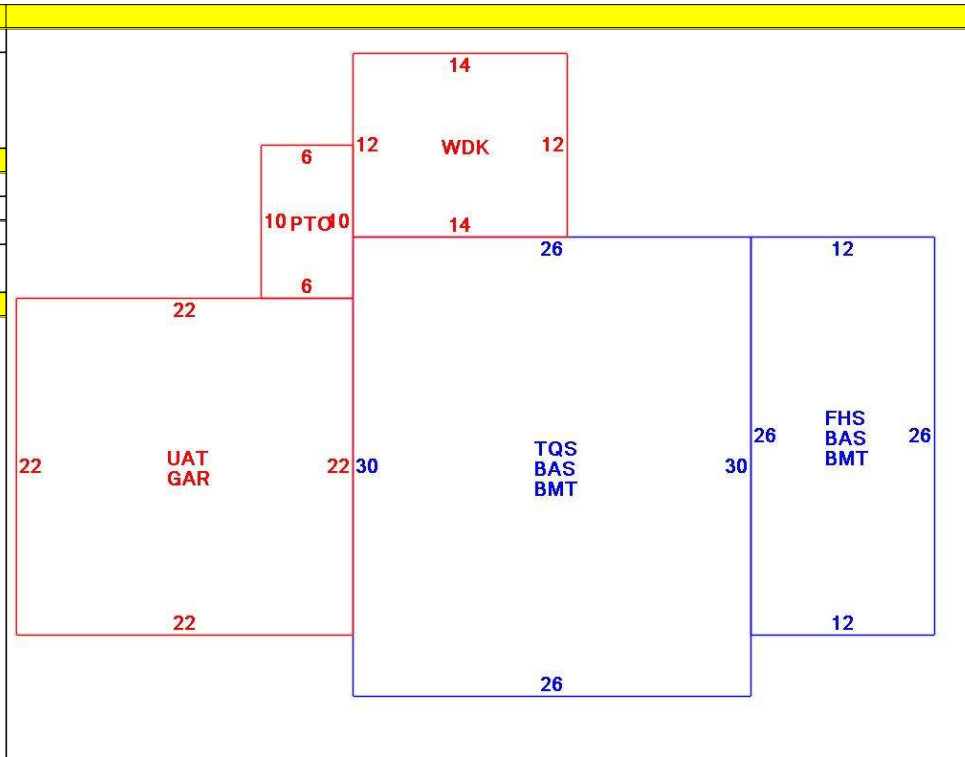 14
12 WDK 12
6
10 PTO 10
14
26 12
6
22
FHS
BAS 26
BMT
26
TQS
BAS
BMT
UAT
GAR
22 22 30 30
22 12
26